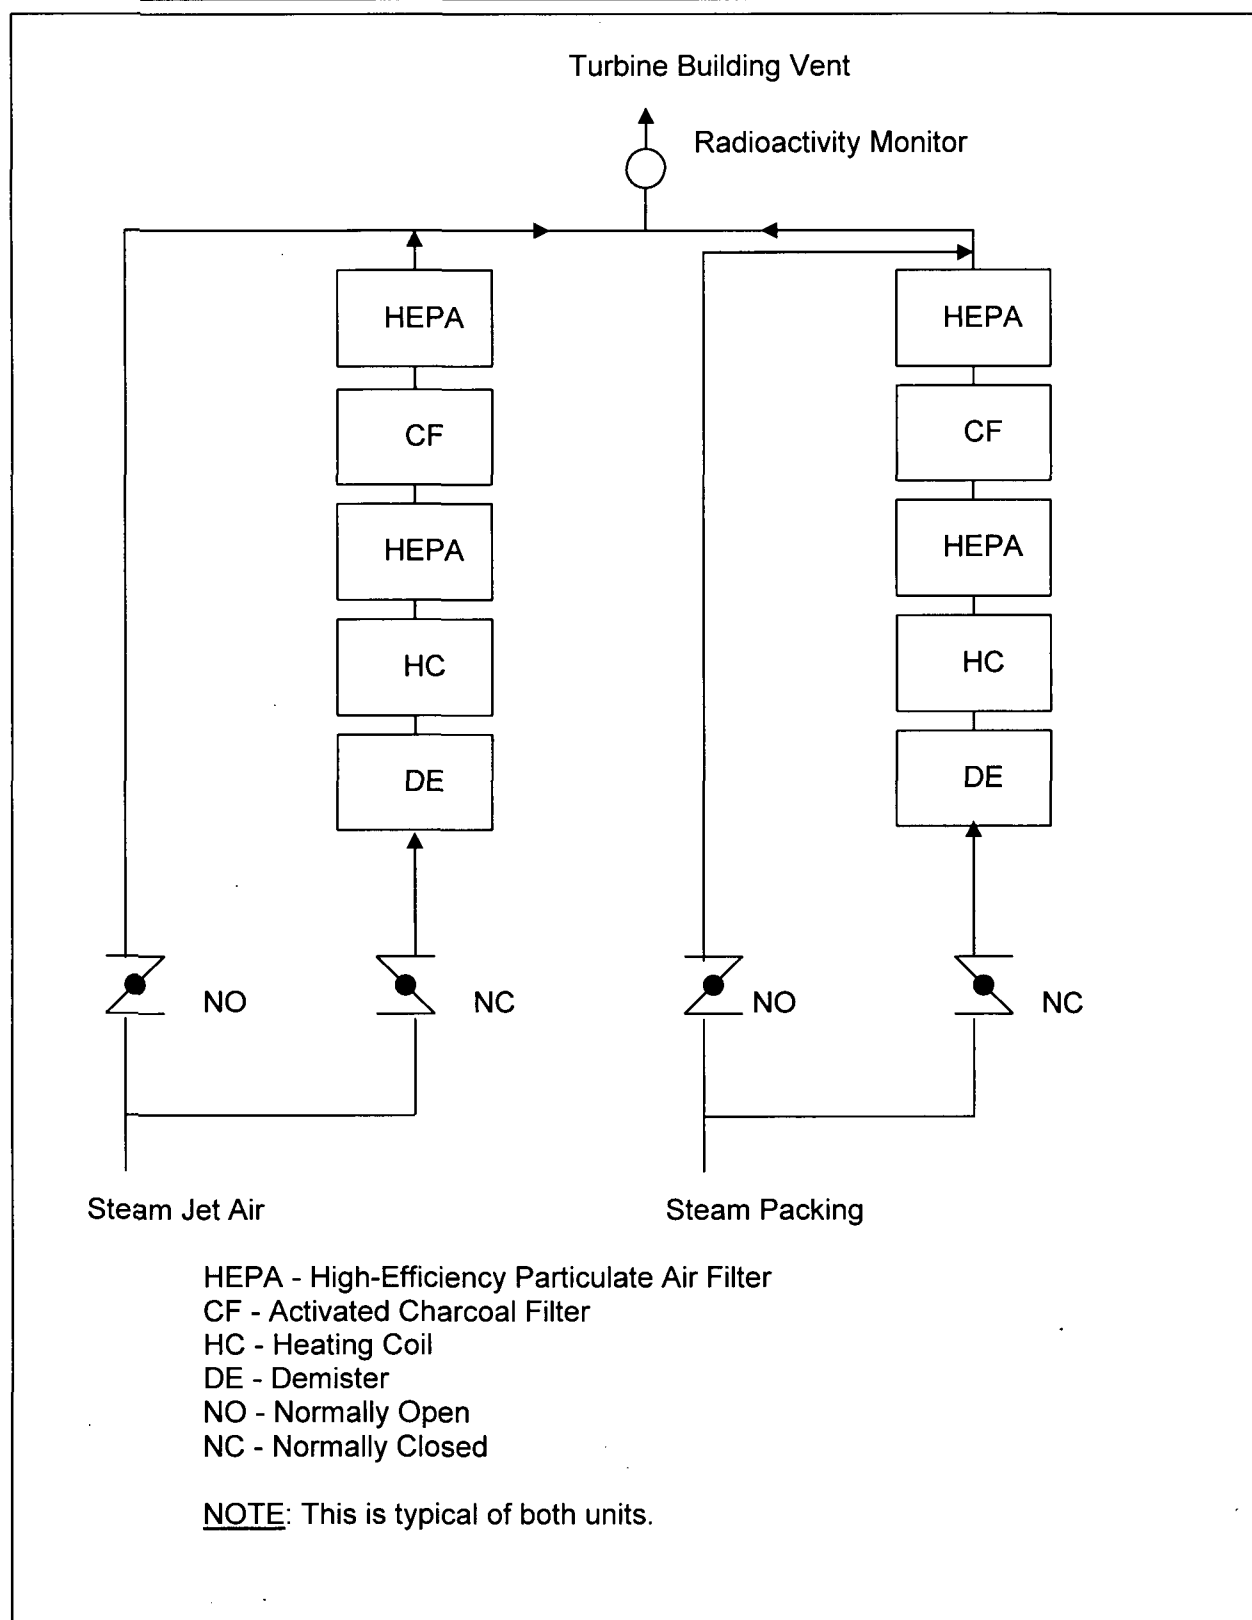 Turbine Building Vent
Radioactivity Monitor
HEPA
HEPA
CF
CF
HEPA
HEPA
HC
HC
DE
DE
NO
NC
NO
NC
Steam Jet Air
Steam Packing
HEPA - High-Efficiency Particulate Air Filter
CF - Activated Charcoal Filter
HC - Heating Coil
DE - Demister
NO - Normally Open
NC - Normally Closed
NOTE: This is typical of both units.